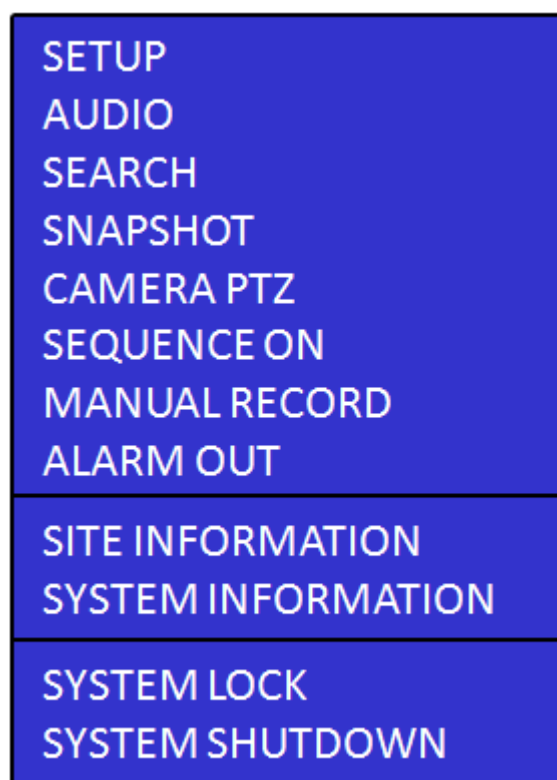 SETUP
AUDIO
SEARCH
SNAPSHOT
CAMERA PTZ
SEQUENCE ON
MANUAL RECORD
ALARM OUT
SITE INFORMATION
SYSTEM INFORMATION
SYSTEM LOCK
SYSTEM SHUTDOWN